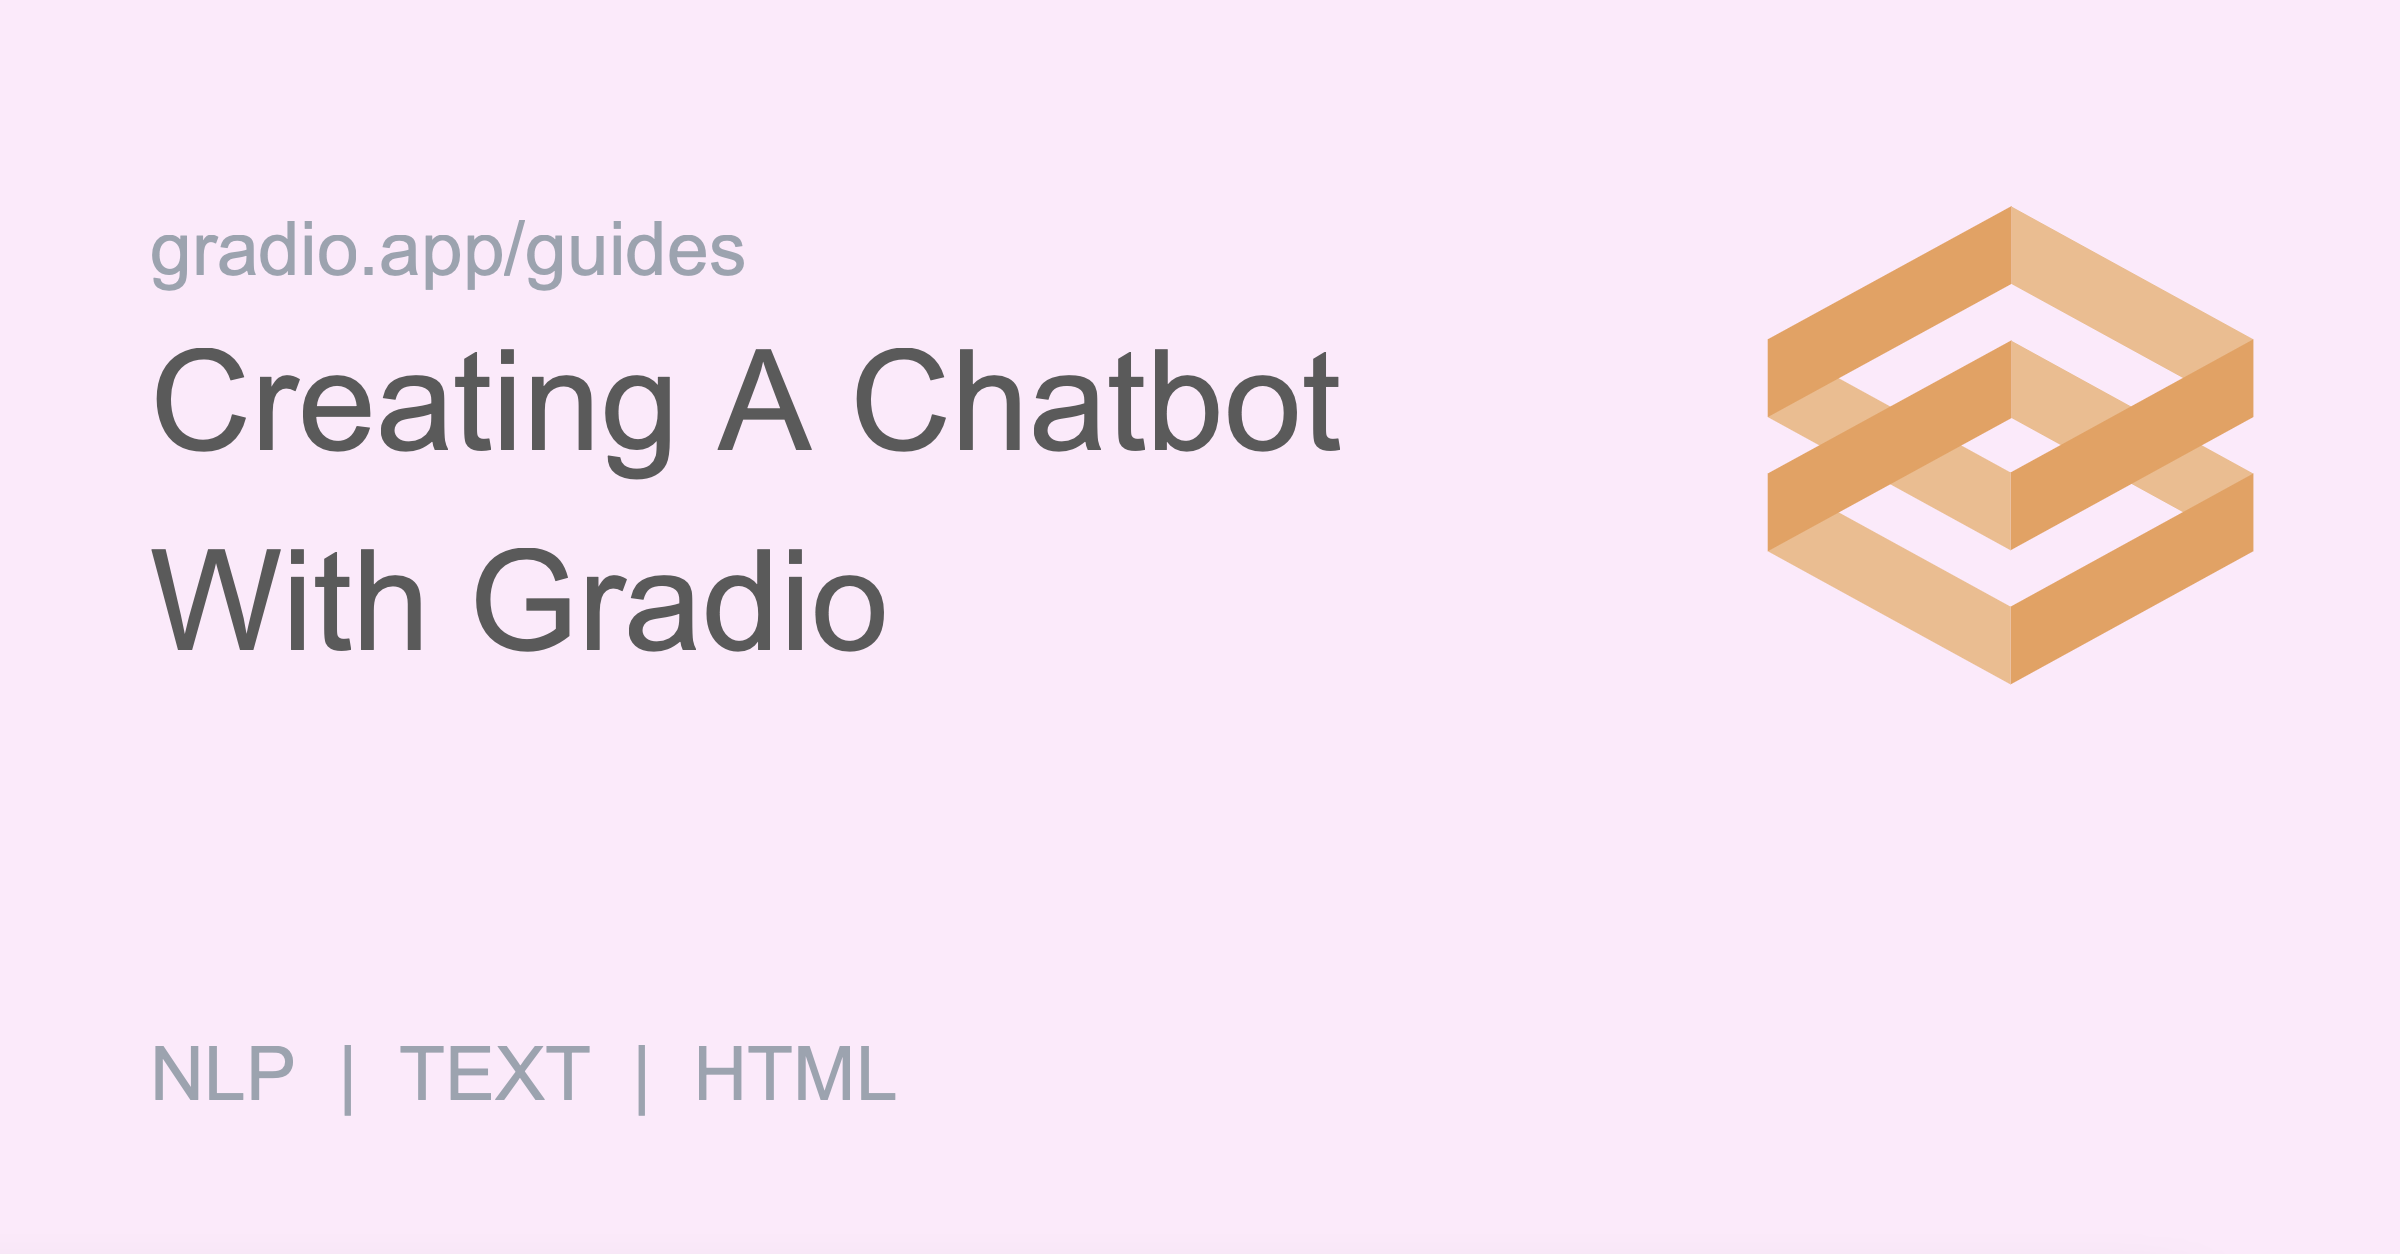 gradio.app/guides
Creating A Chatbot
With Gradio
NLP | TEXT | HTML